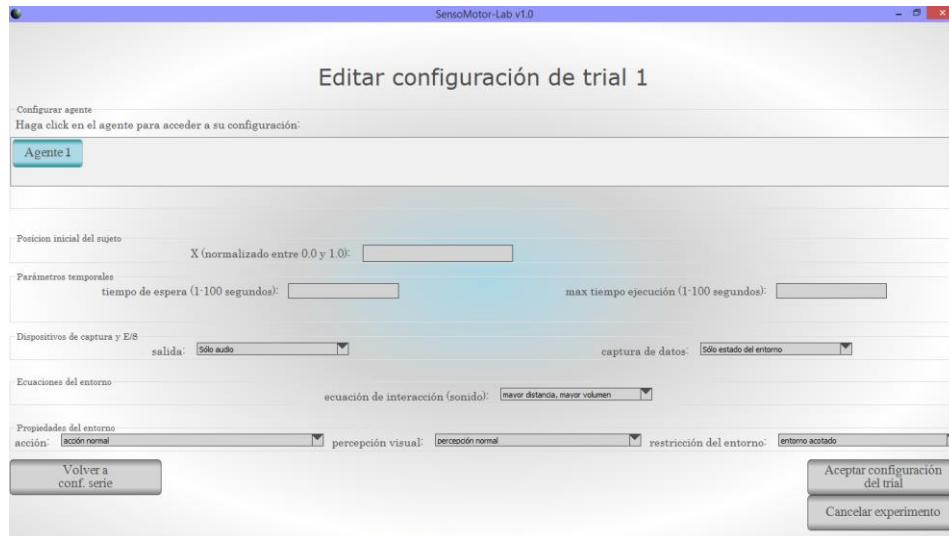 SensoMotor-Lab v1.0
Editar configuración de trial 1
Configurar agente
Haga click en el agente para acceder a su configuración:
Agente 1
Posicion inicial del sujeto
X (normalizado entre 0.0 y 1.0):
Parámetros temporales
tiempo de espera (1-100 segundos): max tiempo ejecución (1-100 segundos):
Dispositivos de captura y E/S
salida: Sólo audio captura de datos: Sólo estado del entorno
Ecuaciones del entorno
ecuación de interacción (sonido): mayor distancia, mayor volumen
Propiedades del entorno
acción: acción normal percepción visual: percepción normal restricción del entorno: entorno acotado
Volver a
conf. serie
Aceptar configuración
del trial
Cancelar experimento